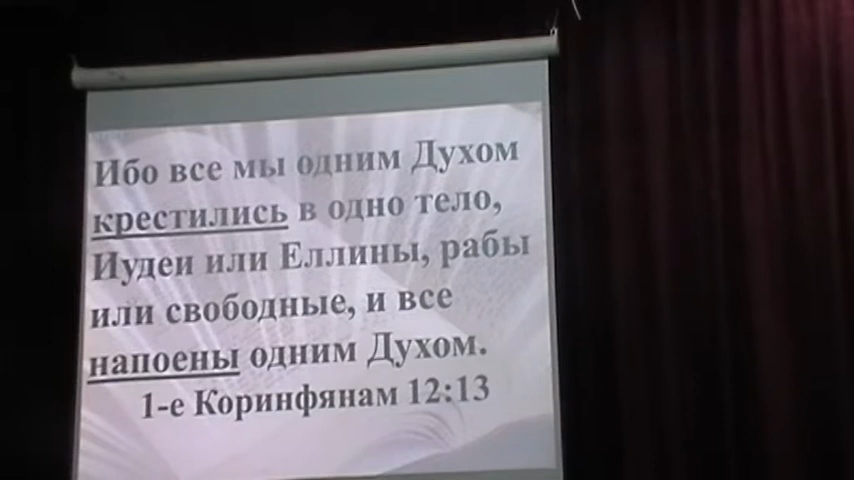 Ибо все мы одним Духом
крестились в одно тело,
Иудеи или Еллины, рабы
или свободные, и все
напоены одним Духом.
1-е Коринфянам 12:13